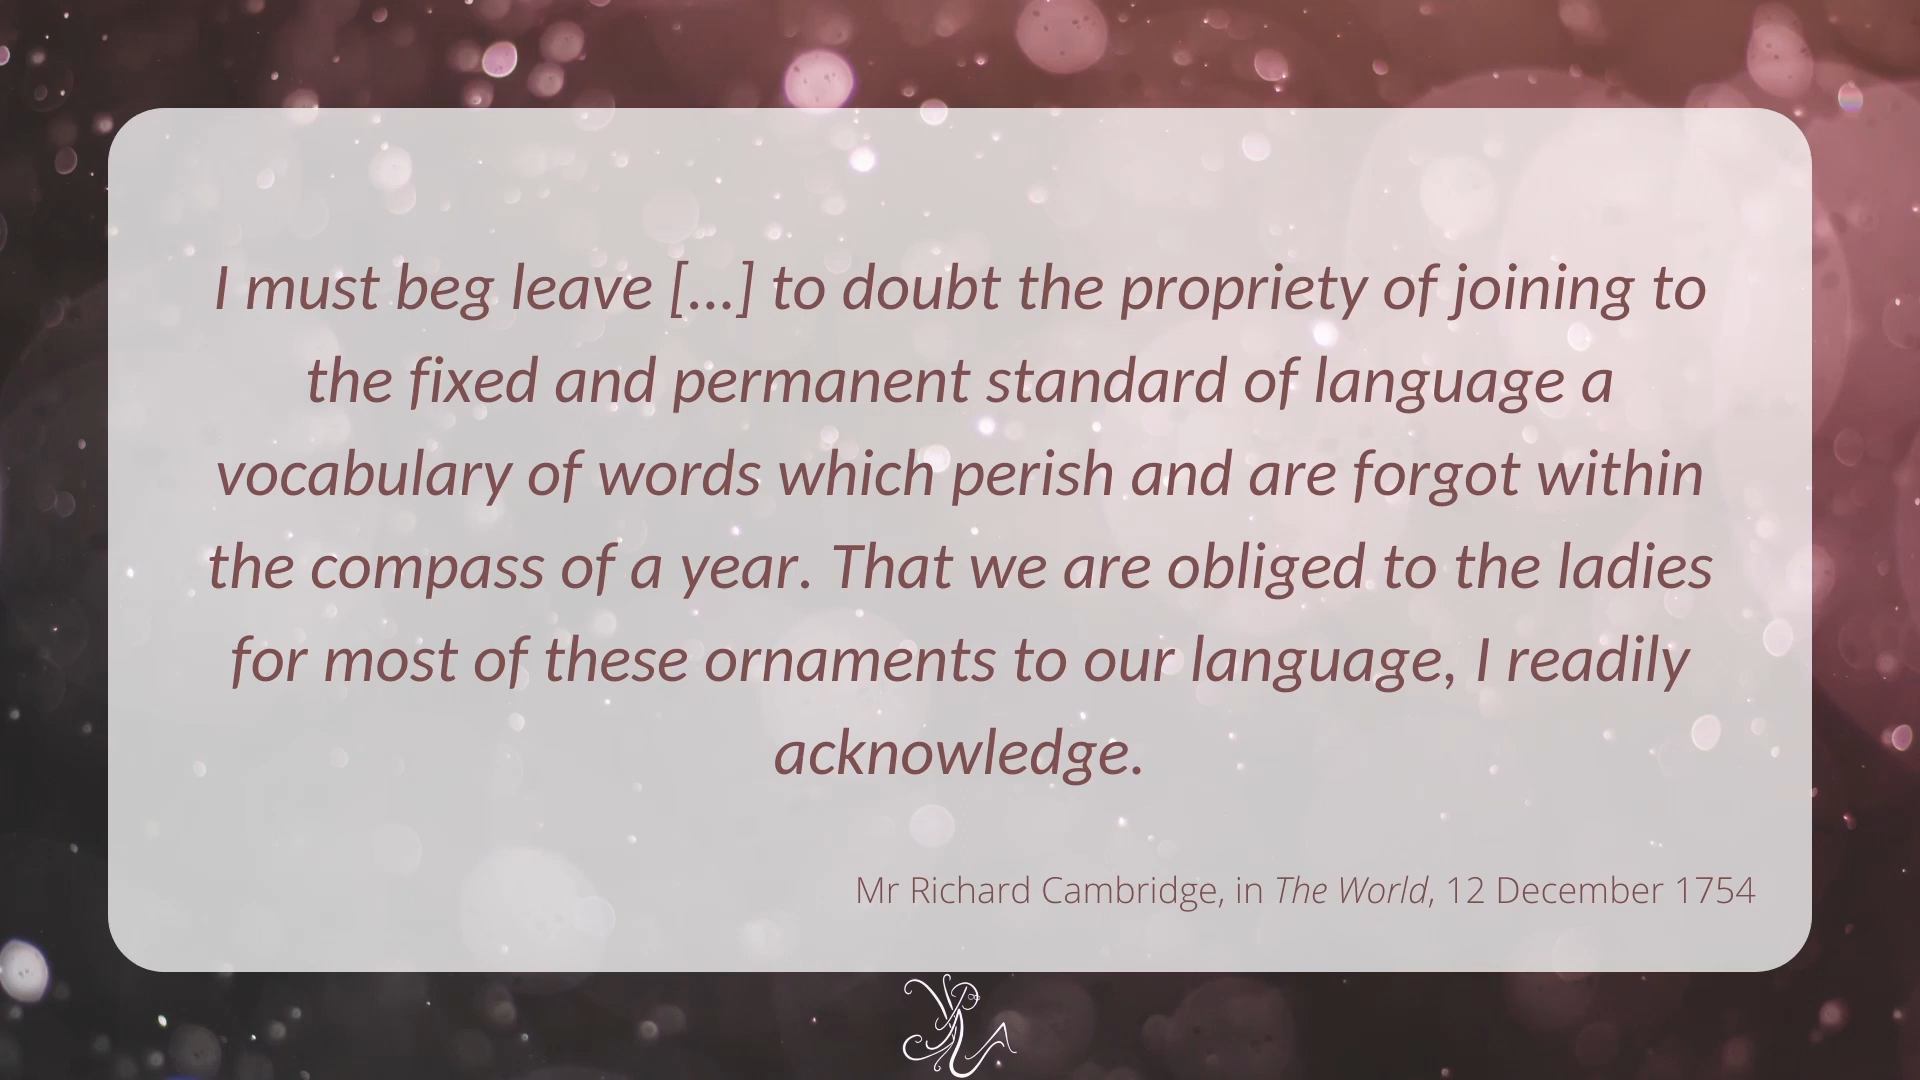 I must beg leave [...] to doubt the propriety of joining to
the fixed and permanent standard of language a
vocabulary of words which perish and are forgot within
the compass of a year. That we are obliged to the ladies
for most of these ornaments to our language, I readily
acknowledge.
Mr Richard Cambridge, in The World, 12 December 1754